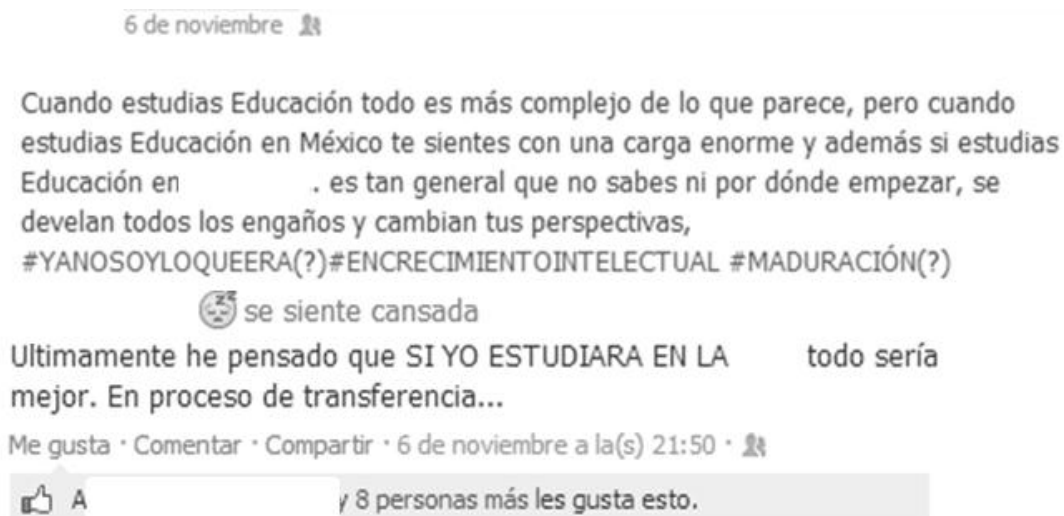 6 de noviembre
Cuando estudias Educación todo es más complejo de lo que parece, pero cuando
estudias Educación en México te sientes con una carga enorme y además si estudias
Educación en . es tan general que no sabes ni por dónde empezar, se
develan todos los engaños y cambian tus perspectivas,
#YANOSOYLOQUEERA(?)#ENCRECIMIENTOINTELECTUAL #MADURACIÓN(?)
se siente cansada
Ultimamente he pensado que SI YO ESTUDIARA EN LA todo sería
mejor. En proceso de transferencia...
Me gusta · Comentar · Compartir · 6 de noviembre a la(s) 21:50 ·
A y 8 personas más les gusta esto.